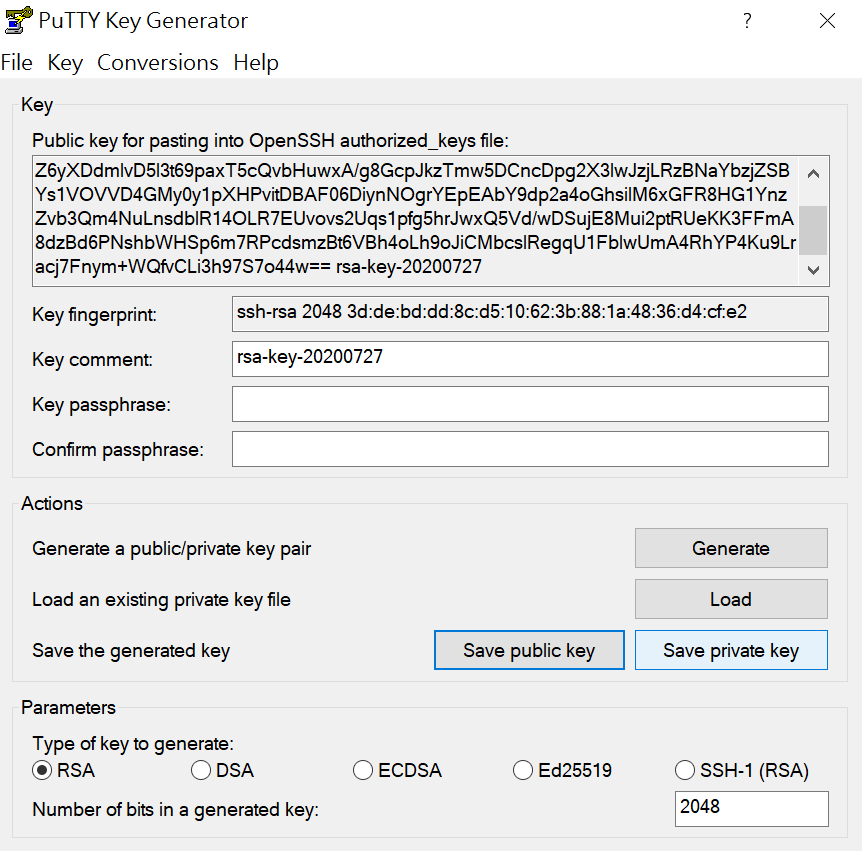 PuTTY Key Generator ?
File Key Conversions Help
Key
Public key for pasting into OpenSSH authorized_keys file:
Z6yXDdmlvD5l3t69paxT5cQvbHuwxA/g8GcpJkzTmw5DCncDpg2X3lwJzjLRzBNaYbzjZSB
Ys1VOVVD4GMy0y1pXHPvitDBAF06DiynNOgrYEpEAbY9dp2a4oGhsilM6xGFR8HG1Ynz
Zvb3Qm4NuLnsdblR14OLR7EUvovs2Uqs1pfg5hrJwxQ5Vd/wDSujE8Mui2ptRUeKK3FFmA
8dzBd6PNshbWHSp6m7RPcdsmzBt6VBh4oLh9oJiCMbcslRegqU1FblwUmA4RhYP4Ku9Lr
acj7Fnym+WQfvCLi3h97S7o44w== rsa-key-20200727
Key fingerprint: ssh-rsa 2048 3d:de:bd:dd:8c:d5:10:62:3b:88:1a:48:36:d4:cf:e2
Key comment: rsa-key-20200727
Key passphrase:
Confirm passphrase:
Actions
Generate a public/private key pair Generate
Load an existing private key file Load
Save the generated key Save public key Save private key
Parameters
Type of key to generate:
RSA DSA ECDSA Ed25519 SSH-1 (RSA)
Number of bits in a generated key: 2048